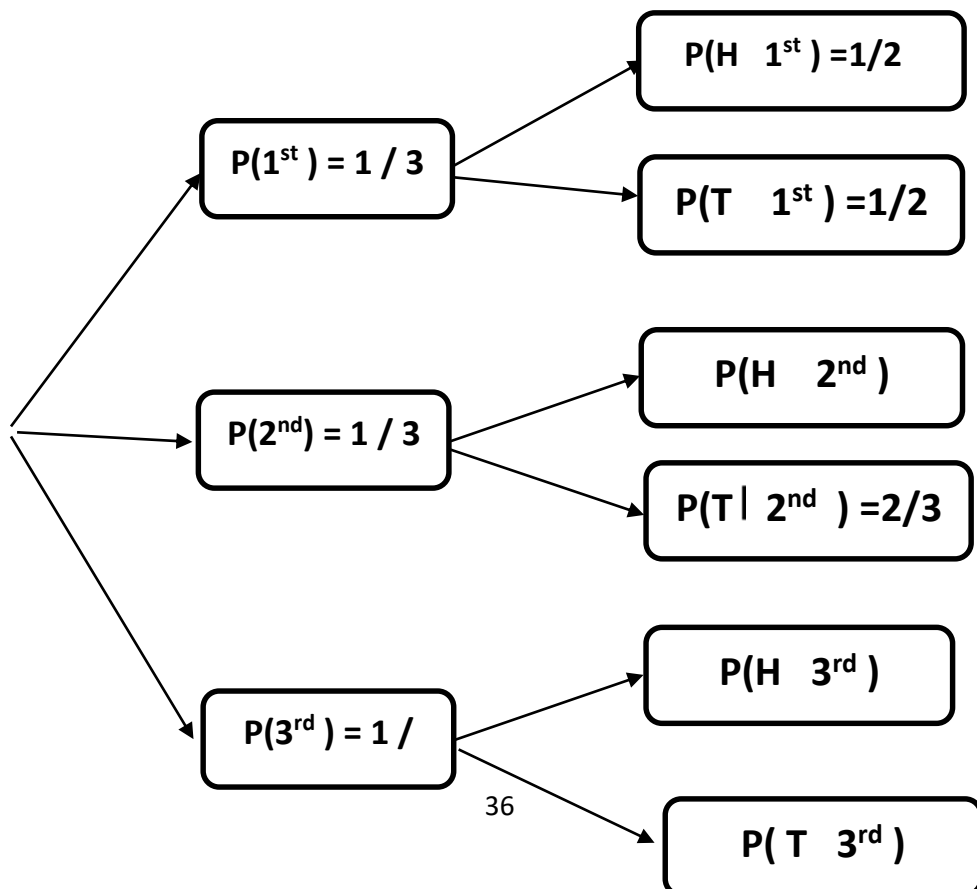 P(H 1st ) =1/2
P(1st ) = 1 / 3
P(T 1st ) =1/2
P(H 2nd )
P(2nd) = 1 / 3
P(T | 2nd ) =2/3
P(H 3rd )
P(3rd ) = 1 /
36
P( T 3rd )